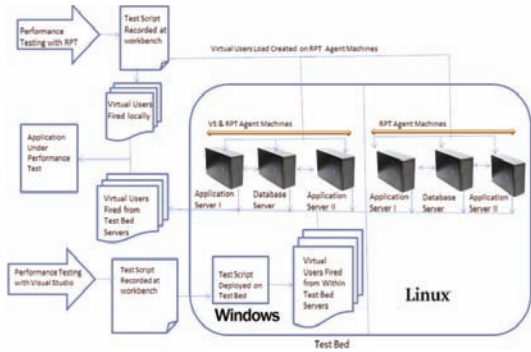 Performance
Testing with RPT
Test Script
Recorded at
workbench
Virtual Users Load Created on RPT Agent Machines
Virtual Users
Fired locally
VS & RPT Agent Machines
RPT Agent Machines
Application
Under
Performance
Test
Application
Server I
Database
Server
Application
Server II
Application
Server I
Database
Server
Application
Server II
Virtual Users
Fired from
Test Bed
Servers
Performance Testing
with Visual Studio
Test Script
Recorded at
workbench
Test Script
Deployed on
Test Bed
Virtual
Users Fired
from Within
Test Bed
Servers
Windows
Linux
Test Bed